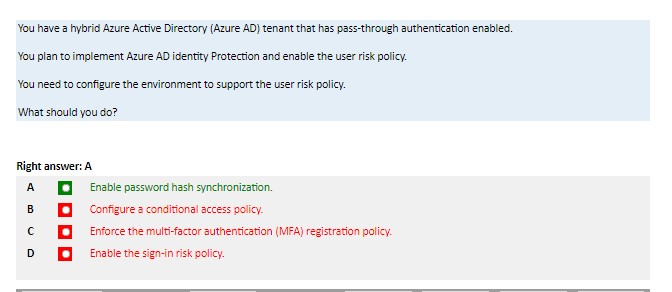 You have a hybrid Azure Active Directory (Azure AD) tenant that has pass-through authentication enabled.
You plan to implement Azure AD identity Protection and enable the user risk policy.
You need to configure the environment to support the user risk policy.
What should you do?
Right answer: A
A Enable password hash synchronization.
B Configure a conditional access policy.
C Enforce the multi-factor authentication (MFA) registration policy.
D Enable the sign-in risk policy.